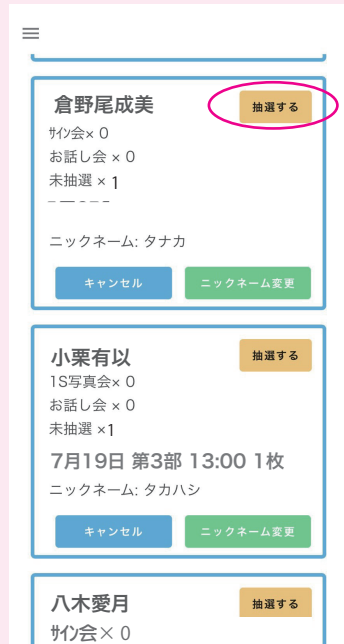 倉野尾成美
抽選する
サイン会× 0
お話し会 × 0
未抽選 × 1
ニックネーム: タナカ
キャンセル
ニックネーム変更
小栗有以
抽選する
1S写真会× 0
お話し会 × 0
未抽選 ×1
7月19日 第3部 13:00 1枚
ニックネーム: タカハシ
キャンセル
ニックネーム変更
八木愛月
抽選する
サイン会× 0